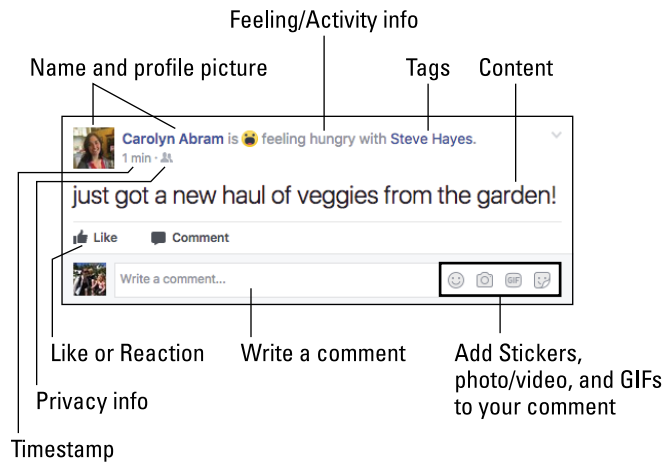 Feeling/Activity info
Name and profile picture
Tags
Content
Carolyn Abram is feeling hungry with Steve Hayes.
1 min ·
just got a new haul of veggies from the garden!
Like
Comment
Write a comment...
GIF
Like or Reaction
Write a comment
Add Stickers,
photo/video, and GIFs
to your comment
Privacy info
Timestamp